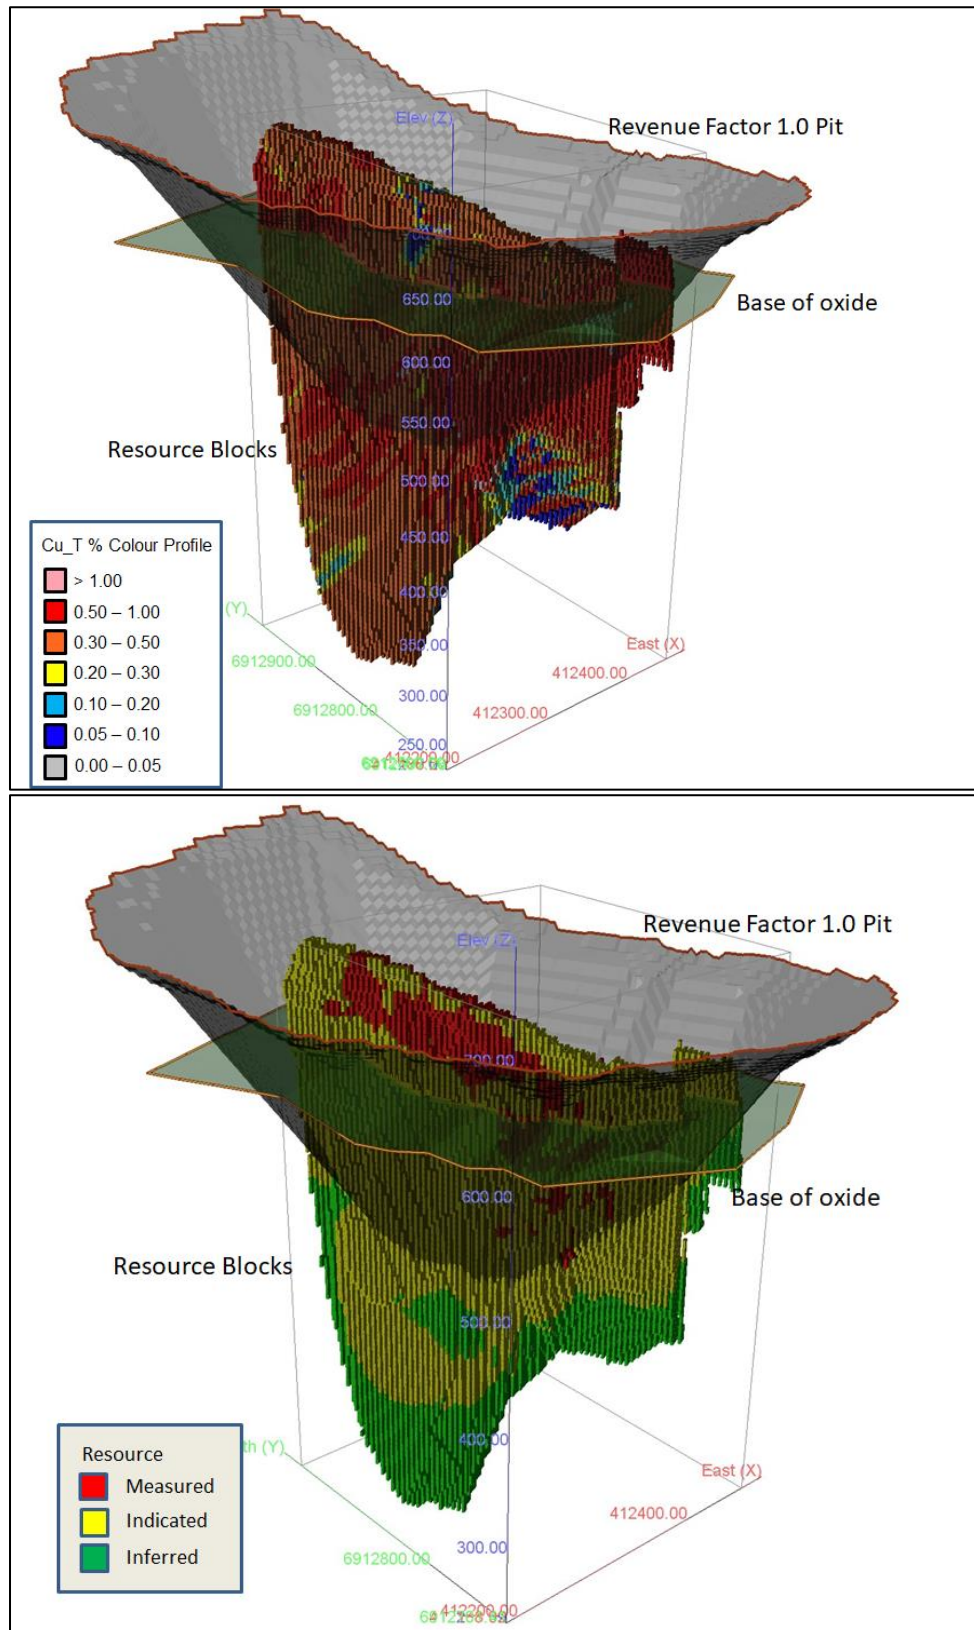 Elev (Z)
Revenue Factor 1.0 Pit
650.00
Base of oxide
600.00
550.00
Resource Blocks
500.00
Cu_T % Colour Profile
> 1.00
0.50 – 1.00
0.30 – 0.50
0.20 – 0.30
0.10 – 0.20
0.05 – 0.10
0.00 – 0.05
450.00
400.00
(Y)
350.00
East (X)
6912900.00
412400.00
300.00
6912800.00
412300.00
250.00
412200.00
Revenue Factor 1.0 Pit
Elev (Z)
700.00
600.00
Base of oxide
Resource Blocks
500.00
400.00
Resource
Measured
Indicated
Inferred
th (Y)
East (X)
412400.00
300.00
6912800.00
412200.00